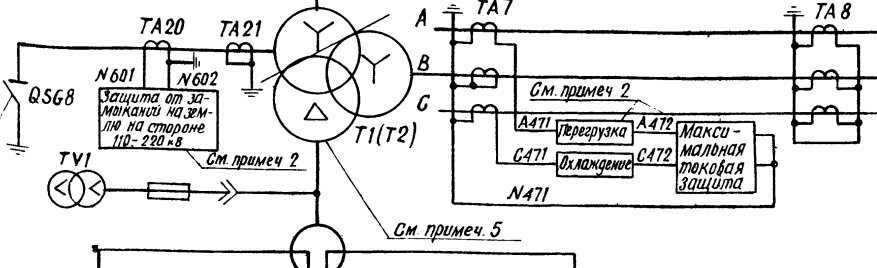 TA20
TA21
A
TA7
TA8
B
N601
N602
QSG8
Защита от за-
мыканий на зем-
лю на стороне
110-220 кВ
См. примеч 2
T1(T2)
C
См. примеч 2
A471
Перегрузка
A472
C471
Охлаждение
C472
Макси-
мальная
токовая
защита
N471
TV1
См. примеч. 5